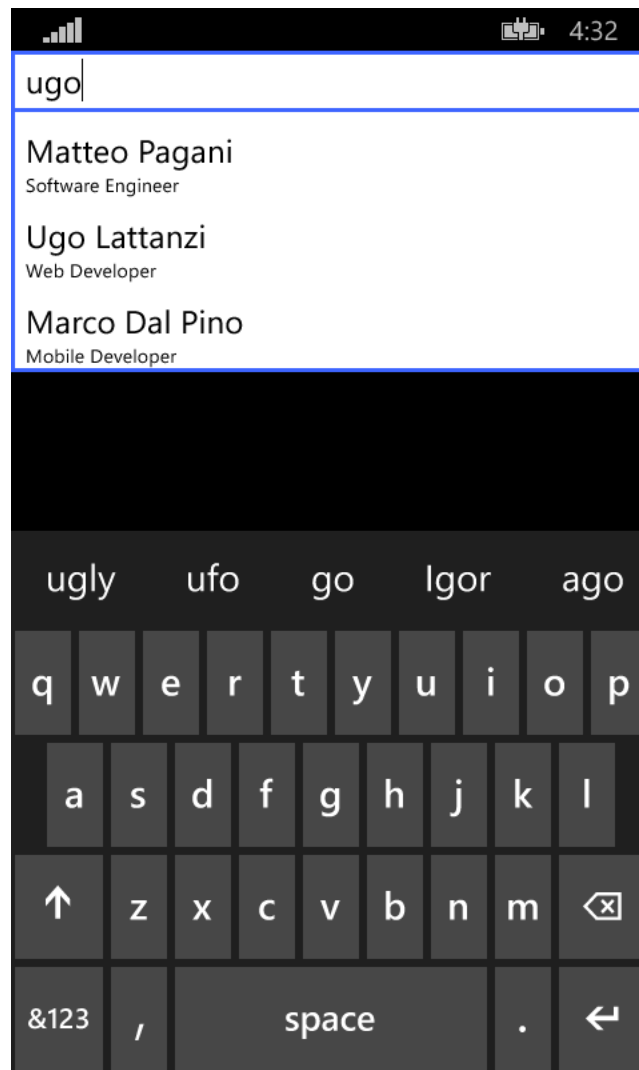 4:32
ugo
Matteo Pagani
Software Engineer
Ugo Lattanzi
Web Developer
Marco Dal Pino
Mobile Developer
ugly ufo go Igor ago
q w e r t y u i o p
a s d f g h j k l
z x c v b n m
&123 , space .